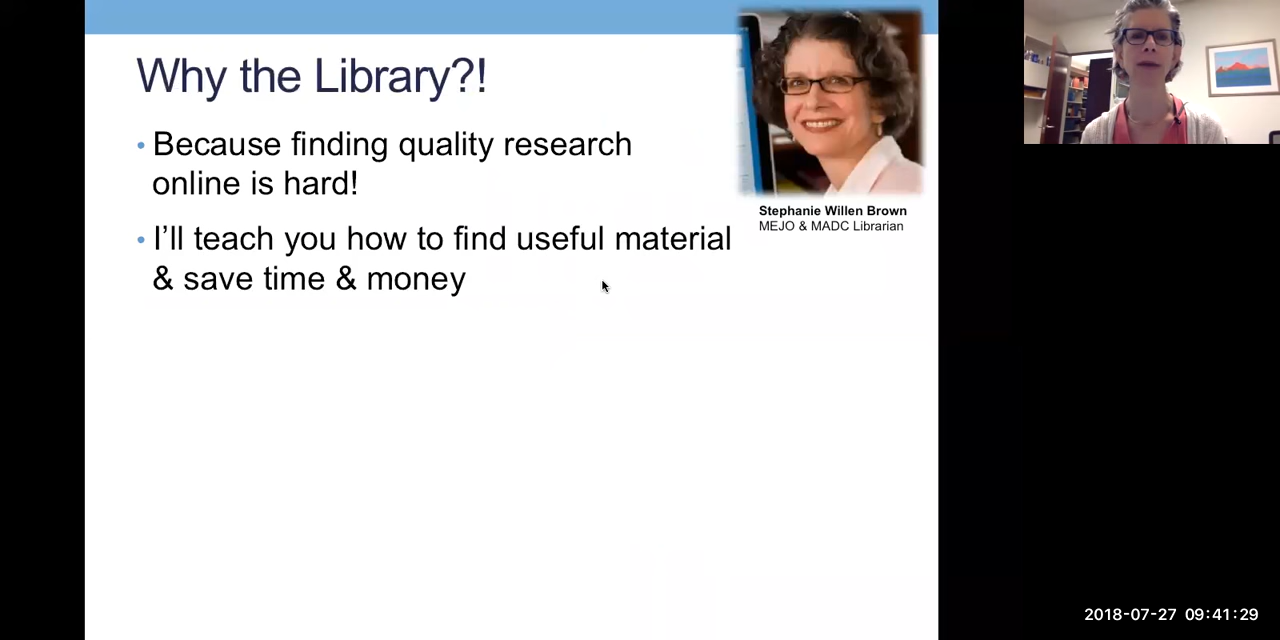 Why the Library?!
• Because finding quality research
online is hard!
• I’ll teach you how to find useful material
& save time & money
Stephanie Willen Brown
MEJO & MADC Librarian
2018-07-27 09:41:29